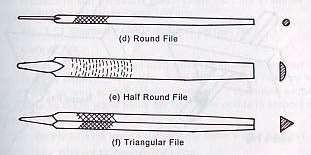 (d) Round File
(e) Half Round File
(f) Triangular File